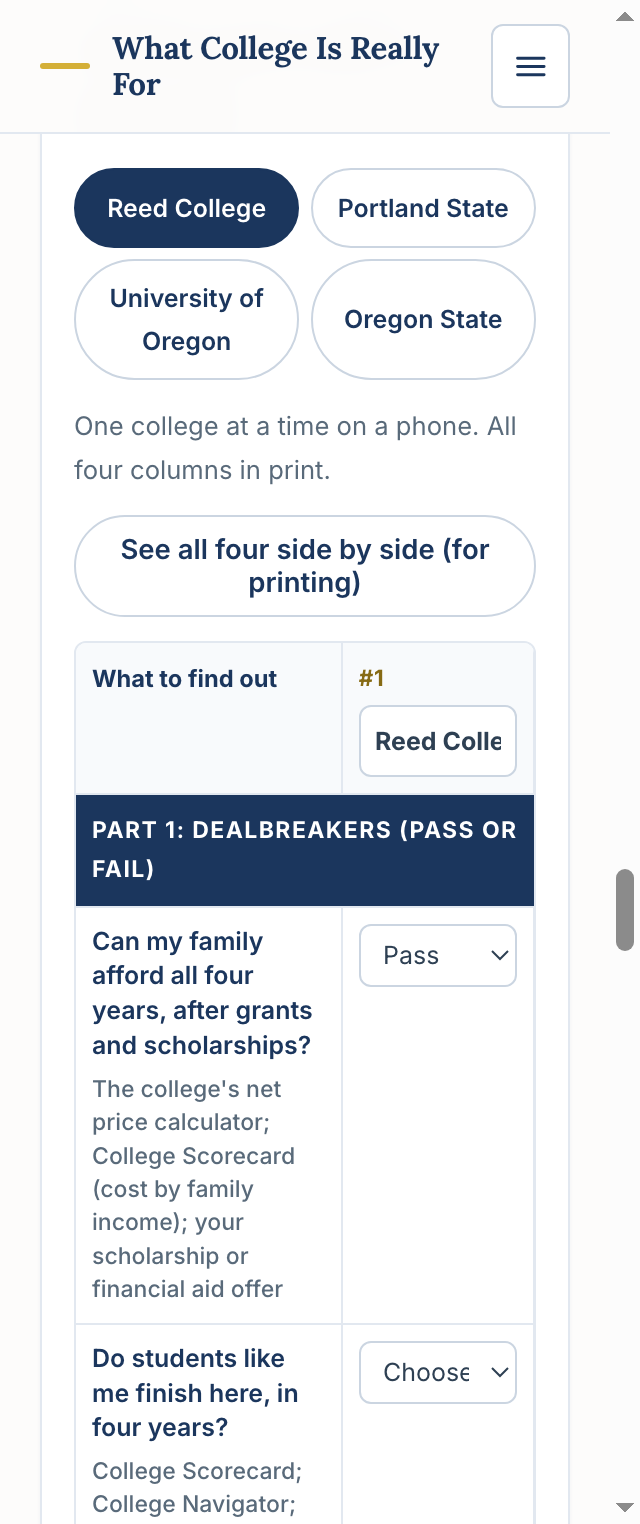 What College Is Really
For
Reed College
Portland State
University of
Oregon
Oregon State
One college at a time on a phone. All
four columns in print.
See all four side by side (for
printing)
What to find out
#1
Reed Colle
PART 1: DEALBREAKERS (PASS OR
FAIL)
Can my family
afford all four
years, after grants
and scholarships?
Pass
The college's net
price calculator;
College Scorecard
(cost by family
income); your
scholarship or
financial aid offer
Do students like
me finish here, in
four years?
Choose
College Scorecard;
College Navigator;